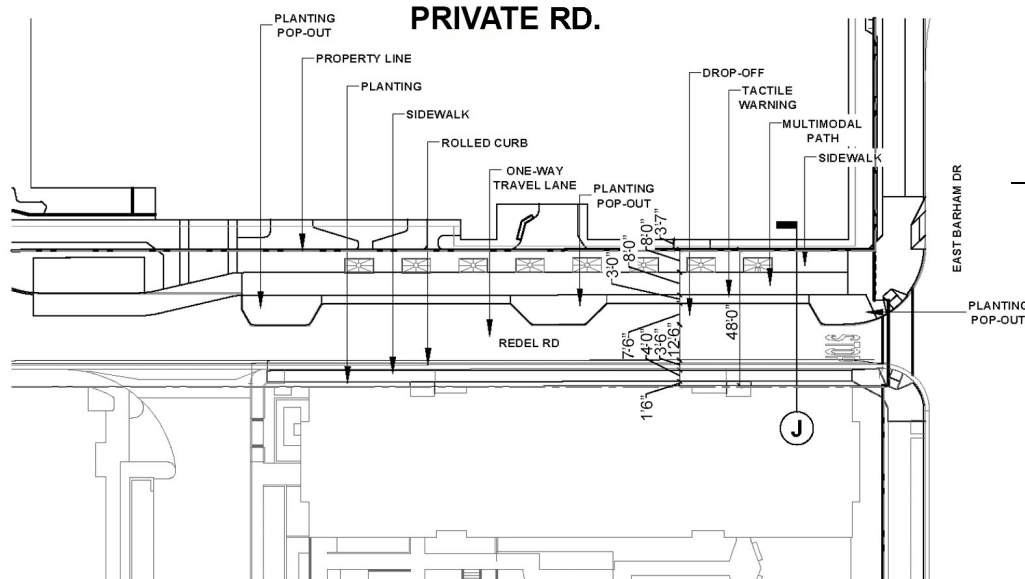 PRIVATE RD.
PLANTING
POP-OUT
PROPERTY LINE
PLANTING
SIDEWALK
ROLLED CURB
ONE-WAY
TRAVEL LANE
PLANTING
POP-OUT
DROP-OFF
TACTILE
WARNING
MULTIMODAL
PATH
SIDEWALK
EAST BARHAM DR
PLANTING
POP-OUT
3'-7"
8'-0"
8'-0"
3'-0"
7'-6"
4'-0"
3'-6"
12'-6"
48'-0"
1'6"
REDEL RD
STOP
J